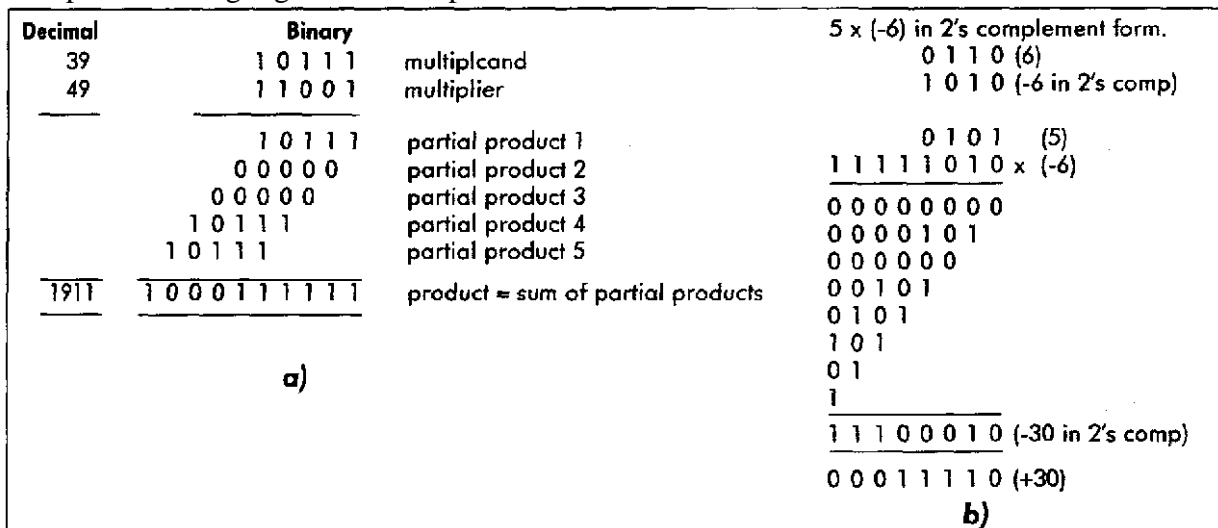 Decimal Binary
39 1 0 1 1 1 multiplcand
49 1 1 0 0 1 multiplier
1 0 1 1 1 partial product 1
0 0 0 0 0 partial product 2
0 0 0 0 0 partial product 3
1 0 1 1 1 partial product 4
1 0 1 1 1 partial product 5
1911 1 0 0 0 1 1 1 1 1 1 product = sum of partial products
a)
5 x (-6) in 2's complement form.
0 1 1 0 (6)
1 0 1 0 (-6 in 2's comp)
0 1 0 1 (5)
1 1 1 1 1 0 1 0 x (-6)
0 0 0 0 0 0 0 0
0 0 0 0 1 0 1
0 0 0 0 0 0
0 0 1 0 1
0 1 0 1
1 0 1
0 1
1
1 1 1 0 0 0 1 0 (-30 in 2's comp)
0 0 0 1 1 1 1 0 (+30)
b)